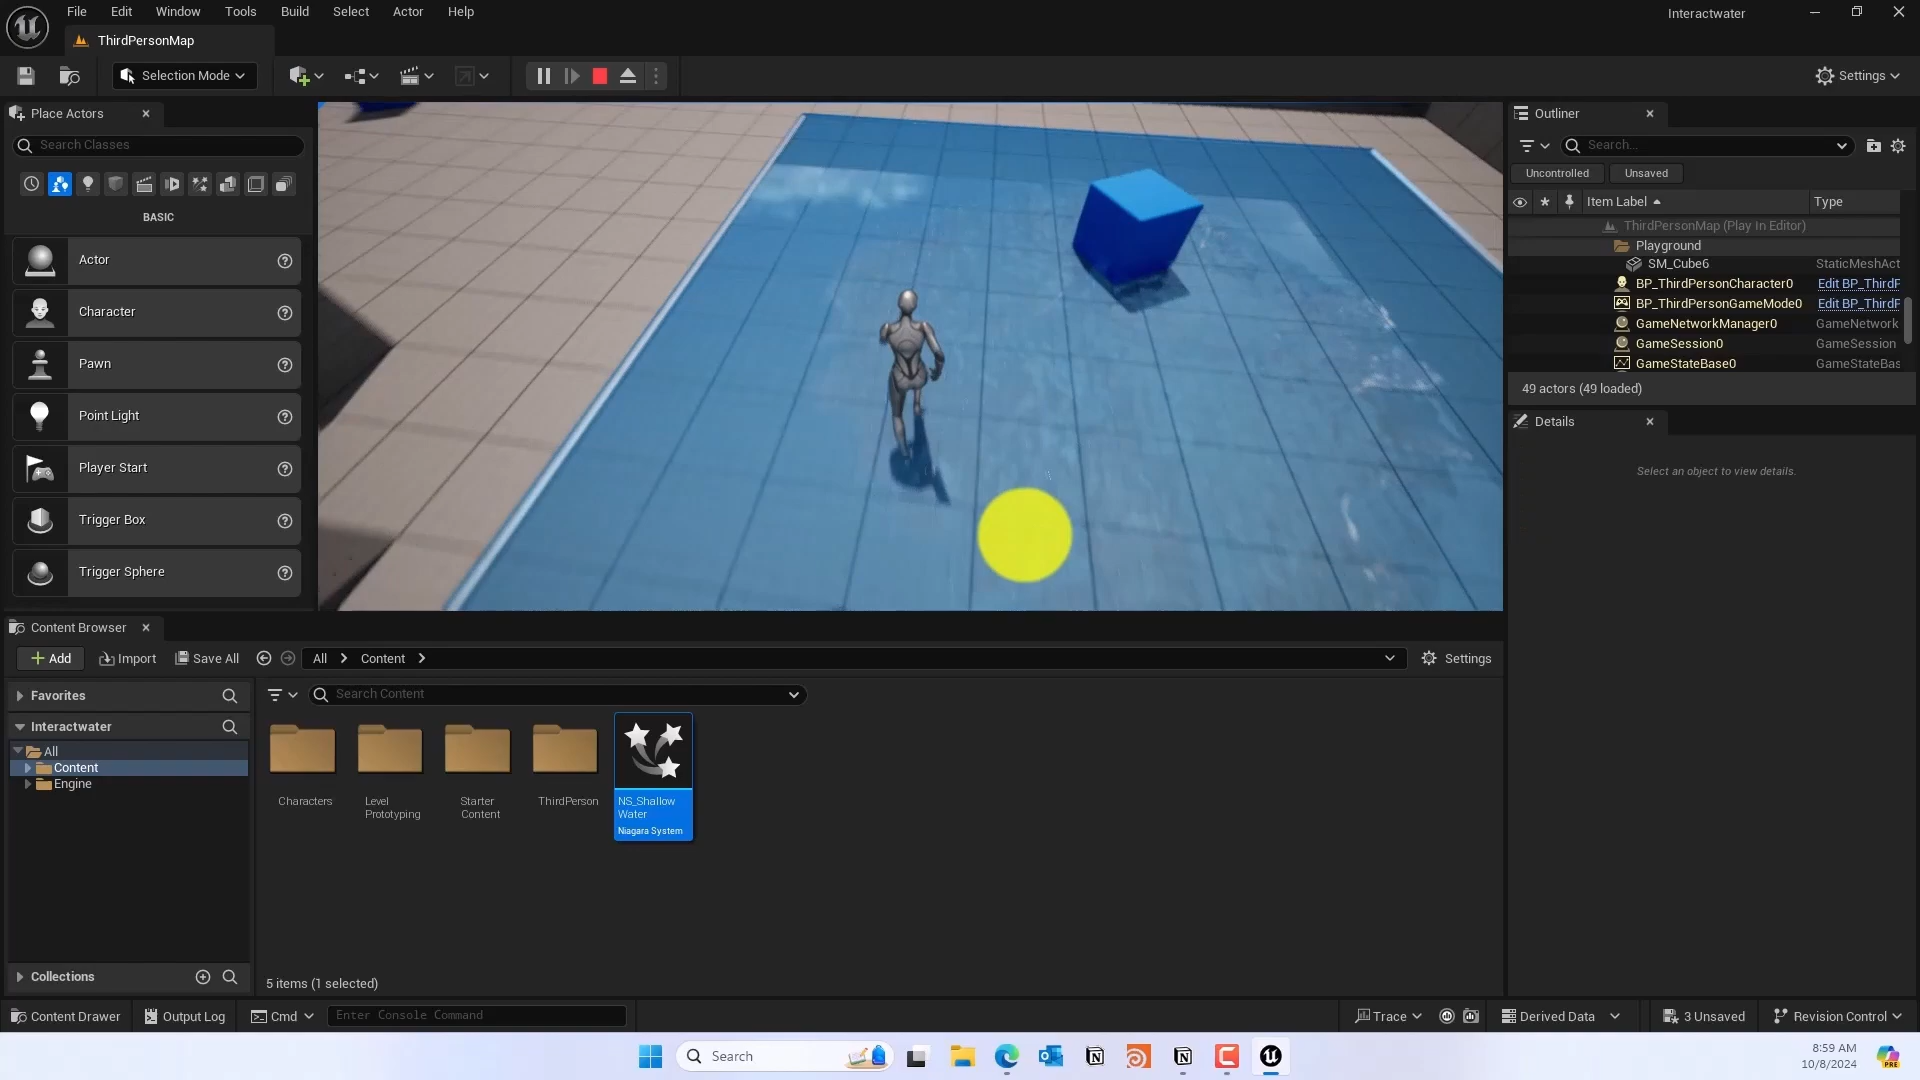 File Edit Window Tools Build Select Actor Help
Interactwater
ThirdPersonMap
Selection Mode
Settings
Place Actors
Search Classes
BASIC
Actor
Character
Pawn
Point Light
Player Start
Trigger Box
Trigger Sphere
Outliner
Search...
Uncontrolled Unsaved
Item Label Type
ThirdPersonMap (Play In Editor)
Playground
SM_Cube6 StaticMeshAct
BP_ThirdPersonCharacter0 Edit BP_ThirdP
BP_ThirdPersonGameMode0 Edit BP_ThirdP
GameNetworkManager0 GameNetwork
GameSession0 GameSession
GameStateBase0 GameStateBas
49 actors (49 loaded)
Details
Select an object to view details.
Content Browser
Add Import Save All All Content Settings
Favorites
Search Content
Interactwater
All
Content
Engine
Characters
Level Prototyping
Starter Content
ThirdPerson
NS_Shallow
Water
Niagara System
Collections
5 items (1 selected)
Content Drawer Output Log Cmd Enter Console Command Trace Derived Data 3 Unsaved Revision Control
Search
8:59 AM
10/8/2024
PRE